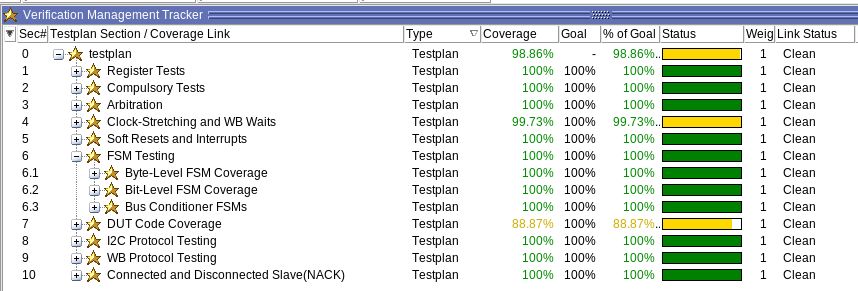 Verification Management Tracker
Sec# Testplan Section / Coverage Link Type Coverage Goal % of Goal Status Weig Link Status
0 testplan Testplan 98.86% - 98.86%.. 1 Clean
1 Register Tests Testplan 100% 100% 100% 1 Clean
2 Compulsory Tests Testplan 100% 100% 100% 1 Clean
3 Arbitration Testplan 100% 100% 100% 1 Clean
4 Clock-Stretching and WB Waits Testplan 99.73% 100% 99.73%.. 1 Clean
5 Soft Resets and Interrupts Testplan 100% 100% 100% 1 Clean
6 FSM Testing Testplan 100% 100% 100% 1 Clean
6.1 Byte-Level FSM Coverage Testplan 100% 100% 100% 1 Clean
6.2 Bit-Level FSM Coverage Testplan 100% 100% 100% 1 Clean
6.3 Bus Conditioner FSMs Testplan 100% 100% 100% 1 Clean
7 DUT Code Coverage Testplan 88.87% 100% 88.87%.. 1 Clean
8 I2C Protocol Testing Testplan 100% 100% 100% 1 Clean
9 WB Protocol Testing Testplan 100% 100% 100% 1 Clean
10 Connected and Disconnected Slave(NACK) Testplan 100% 100% 100% 1 Clean